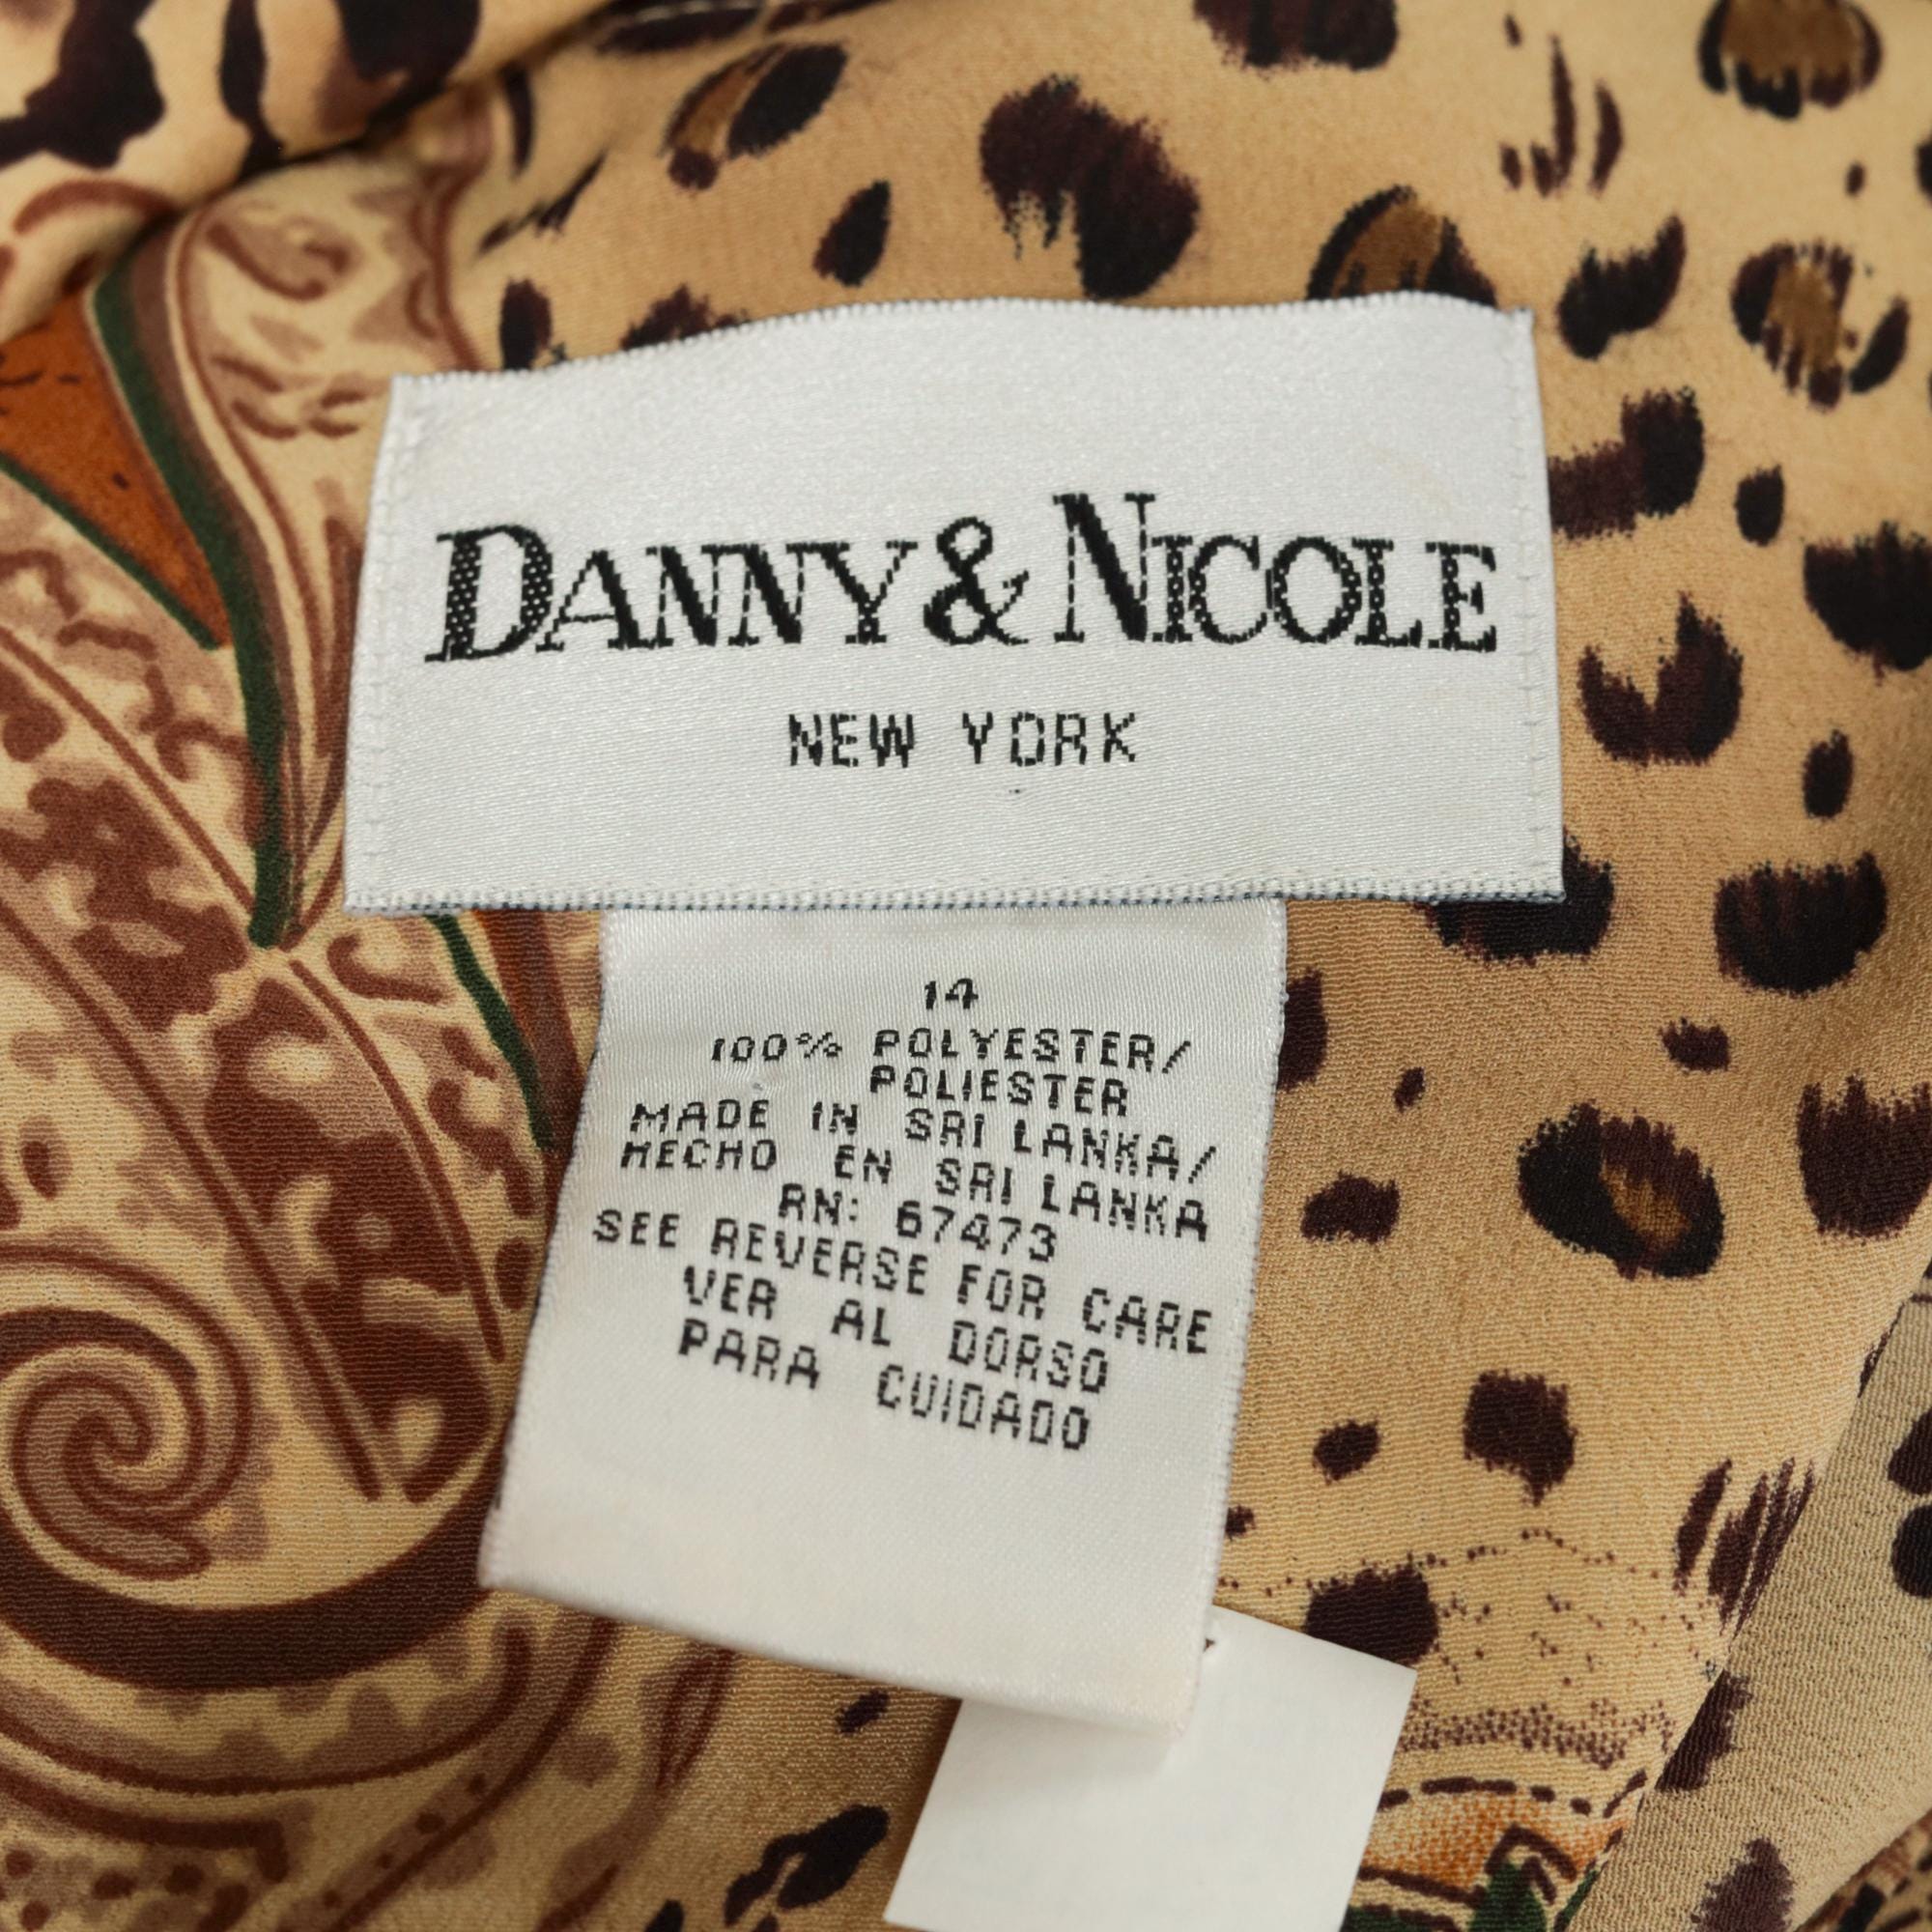 DANNY & NICOLE
NEW YORK
14
100% POLYESTER/
POLIESTER
MADE IN SRI LANKA/
HECHO EN SRI LANKA
RN: 67473
SEE REVERSE FOR CARE
VER AL DORSO
PARA CUIDADO